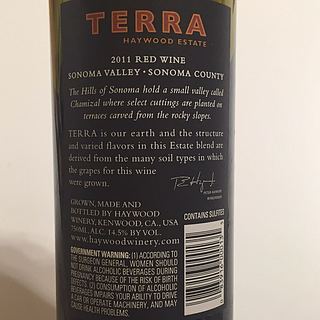 TERRA
HAYWOOD ESTATE
2011 RED WINE
SONOMA VALLEY • SONOMA COUNTY
The Hills of Sonoma hold a small valley called
Chamizal where select cuttings are planted on
terraces carved from the rocky slopes.
TERRA is our earth and the structure
and varied flavors in this Estate blend are
derived from the many soil types in which
the grapes for this wine
were grown.
GROWN, MADE AND
BOTTLED BY HAYWOOD
WINERY, KENWOOD, CA., USA
750ML ALC. 14.5% BY VOL.
www.haywoodwinery.com
CONTAINS SULFITES
GOVERNMENT WARNING: (1) ACCORDING TO
THE SURGEON GENERAL, WOMEN SHOULD
NOT DRINK ALCOHOLIC BEVERAGES DURING
PREGNANCY BECAUSE OF THE RISK OF BIRTH
DEFECTS. (2) CONSUMPTION OF ALCOHOLIC
BEVERAGES IMPAIRS YOUR ABILITY TO DRIVE
A CAR OR OPERATE MACHINERY, AND MAY
CAUSE HEALTH PROBLEMS.